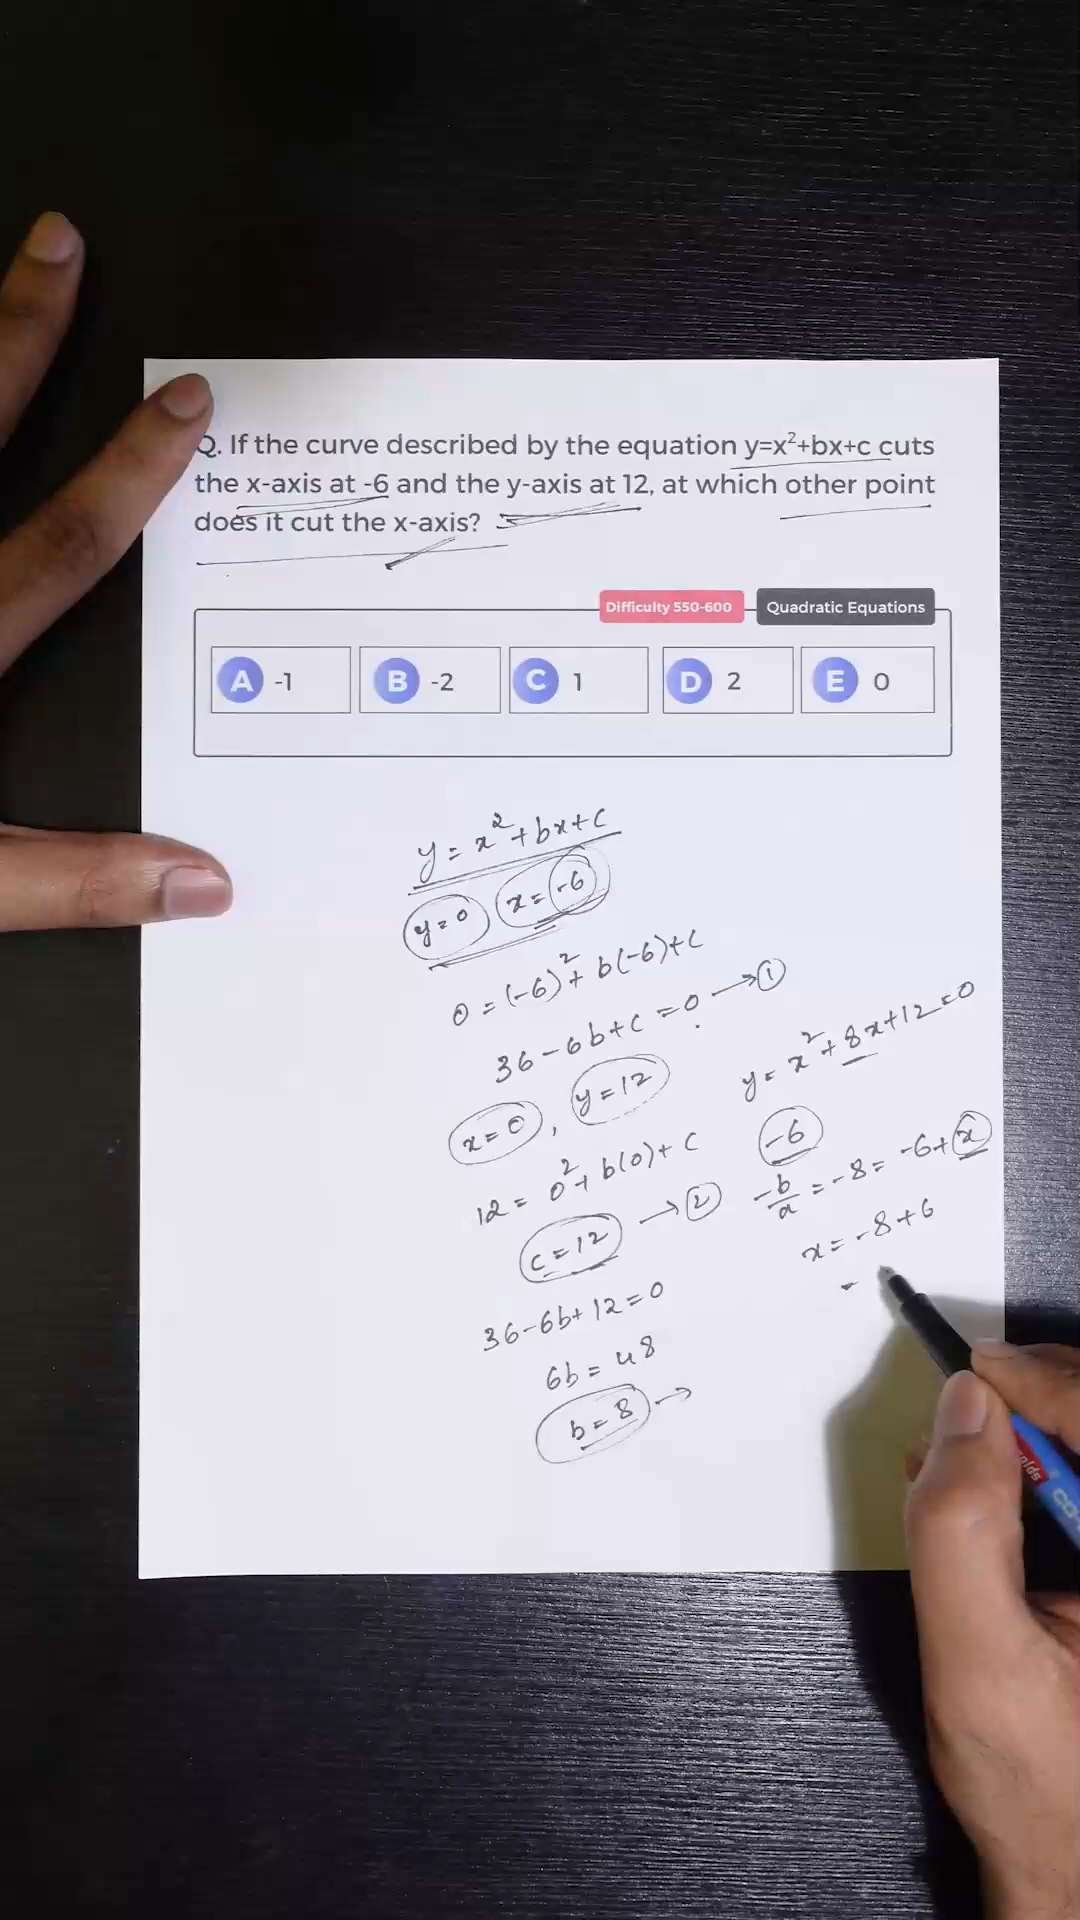 Q. If the curve described by the equation y=x²+bx+c cuts
the x-axis at -6 and the y-axis at 12, at which other point
does it cut the x-axis?
Difficulty 550-600
Quadratic Equations
A -1
B -2
C 1
D 2
E 0
y = x² + bx + c
y = 0 x = -6
0 = (-6)² + b(-6) + c
36 - 6b + c = 0 → 1
x = 0, y = 12
12 = 0² + b(0) + c
c = 12 → 2
36 - 6b + 12 = 0
6b = 48
b = 8 →
y = x² + 8x + 12 = 0
-6
-b/a = -8 = -6 + x
x = -8 + 6
-